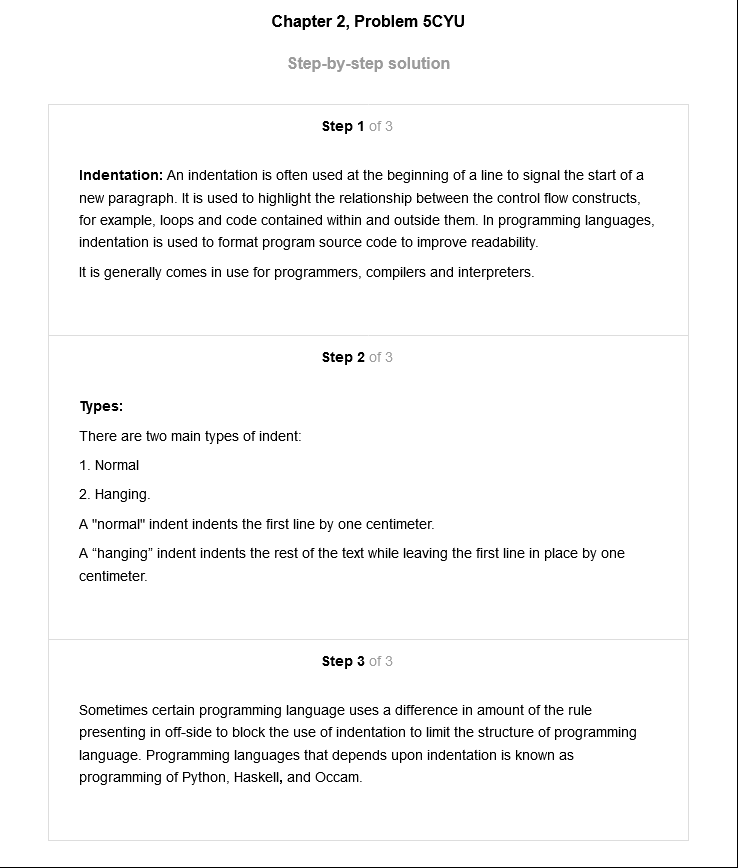 Chapter 2, Problem 5CYU
Step-by-step solution
Step 1 of 3
Indentation: An indentation is often used at the beginning of a line to signal the start of a
new paragraph. It is used to highlight the relationship between the control flow constructs,
for example, loops and code contained within and outside them. In programming languages,
indentation is used to format program source code to improve readability.
It is generally comes in use for programmers, compilers and interpreters.
Step 2 of 3
Types:
There are two main types of indent:
1. Normal
2. Hanging.
A "normal" indent indents the first line by one centimeter.
A “hanging” indent indents the rest of the text while leaving the first line in place by one
centimeter.
Step 3 of 3
Sometimes certain programming language uses a difference in amount of the rule
presenting in off-side to block the use of indentation to limit the structure of programming
language. Programming languages that depends upon indentation is known as
programming of Python, Haskell, and Occam.